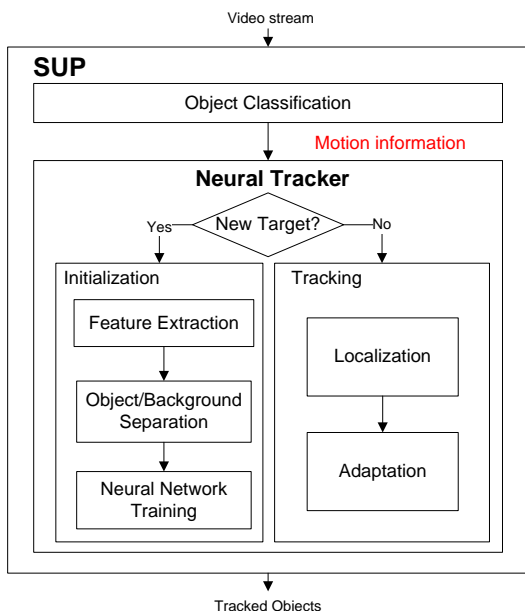 Video stream
SUP
Object Classification
Motion information
Neural Tracker
New Target?
Yes
No
Initialization
Feature Extraction
Object/Background
Separation
Neural Network
Training
Tracking
Localization
Adaptation
Tracked Objects